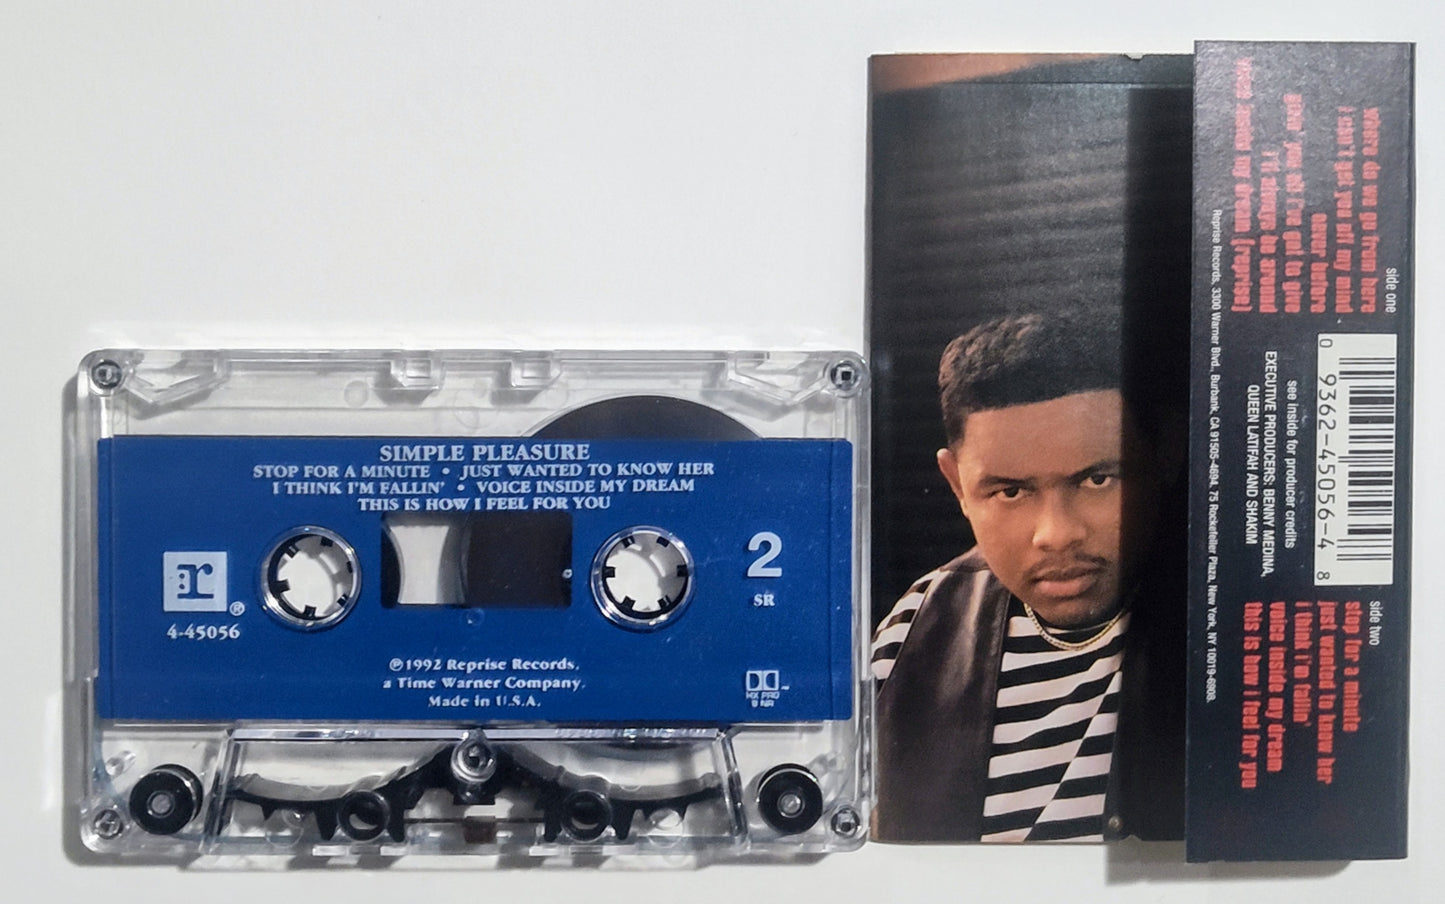 SIMPLE PLEASURE
STOP FOR A MINUTE • JUST WANTED TO KNOW HER
I THINK I'M FALLIN' • VOICE INSIDE MY DREAM
THIS IS HOW I FEEL FOR YOU
r
®
4-45056
2
SR
℗1992 Reprise Records,
a Time Warner Company.
Made in U.S.A.
HX PRO
B NR
side one
where do we go from here
i can't get you off my mind
ever before
givin' you all i've got to give
i'll always be around
voice inside my dream (reprise)
0 9362-45056-4 8
see inside for producer credits
EXECUTIVE PRODUCERS: BENNY MEDINA,
QUEEN LATIFAH AND SHAKIM
side two
stop for a minute
just wanted to know her
i think i'm fallin'
voice inside my dream
this is how i feel for you
Reprise Records, 3300 Warner Blvd., Burbank, CA 91505-4694, 75 Rockefeller Plaza, New York, NY 10019-6908.